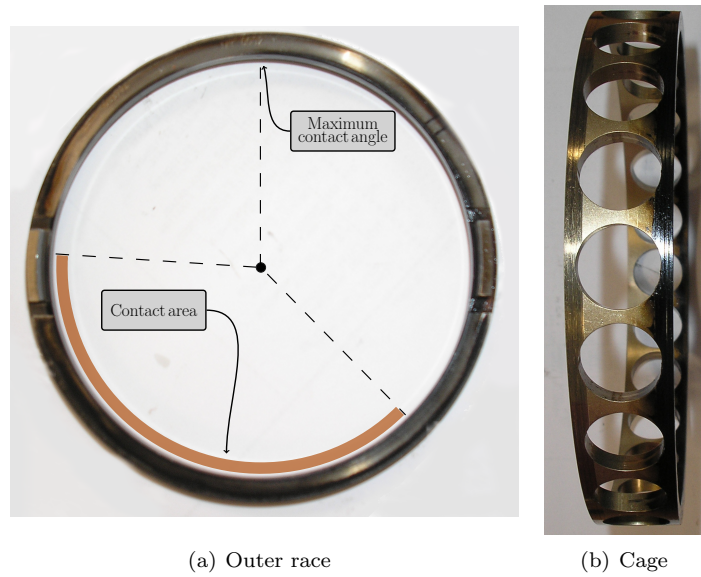 Maximum
contact angle
Contact area
(a) Outer race
(b) Cage